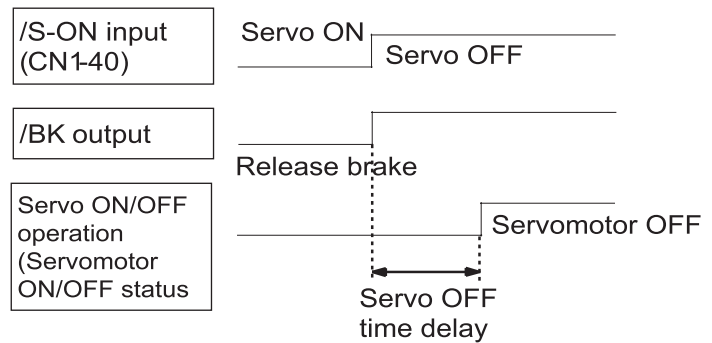 /S-ON input
(CN1-40)
Servo ON
Servo OFF
/BK output
Release brake
Servo ON/OFF
operation
(Servomotor
ON/OFF status
Servomotor OFF
Servo OFF
time delay